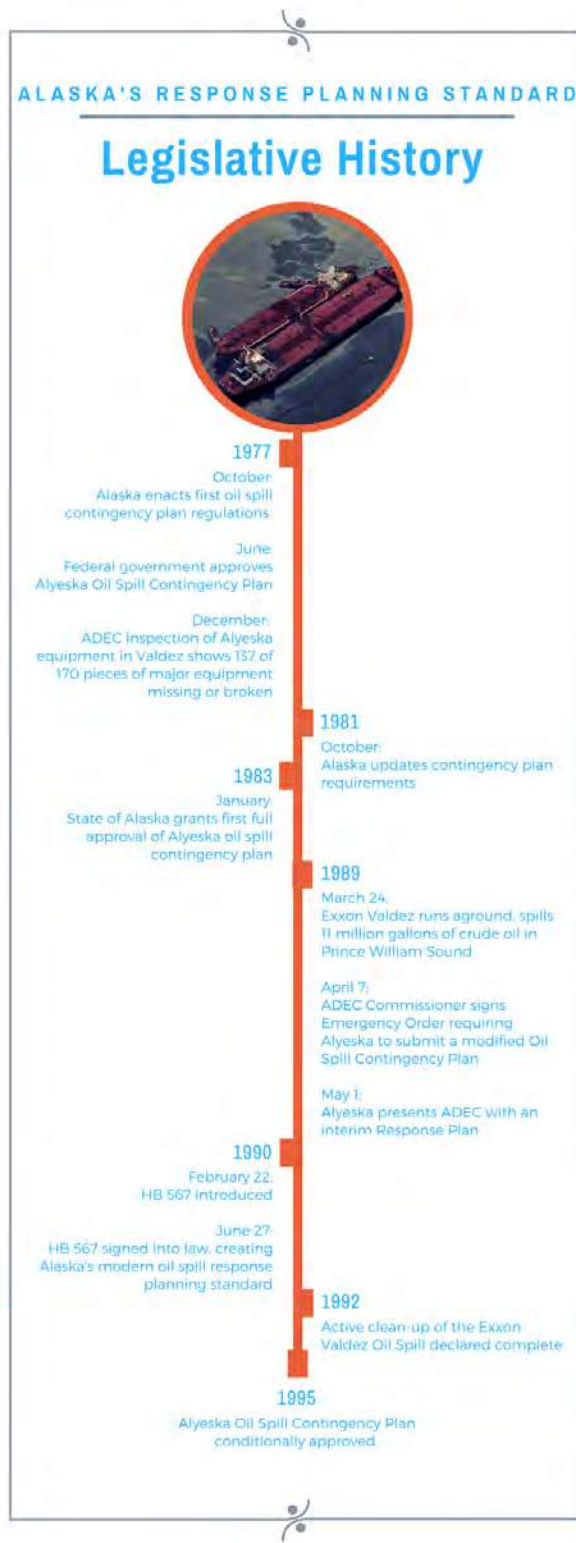 ALASKA'S RESPONSE PLANNING STANDARD
Legislative History
1977
October:
Alaska enacts first oil spill
contingency plan regulations.
June:
Federal government approves
Alyeska Oil Spill Contingency Plan
December:
ADEC inspection of Alyeska
equipment in Valdez shows 137 of
170 pieces of major equipment
missing or broken
1981
October:
Alaska updates contingency plan
requirements
1983
January:
State of Alaska grants first full
approval of Alyeska oil spill
contingency plan
1989
March 24:
Exxon Valdez runs aground, spills
11 million gallons of crude oil in
Prince William Sound
April 7:
ADEC Commissioner signs
Emergency Order requiring
Alyeska to submit a modified Oil
Spill Contingency Plan
May 1:
Alyeska presents ADEC with an
interim Response Plan
1990
February 22:
HB 567 introduced
June 27:
HB 567 signed into law, creating
Alaska's modern oil spill response
planning standard
1992
Active clean-up of the Exxon
Valdez Oil Spill declared complete
1995
Alyeska Oil Spill Contingency Plan
conditionally approved